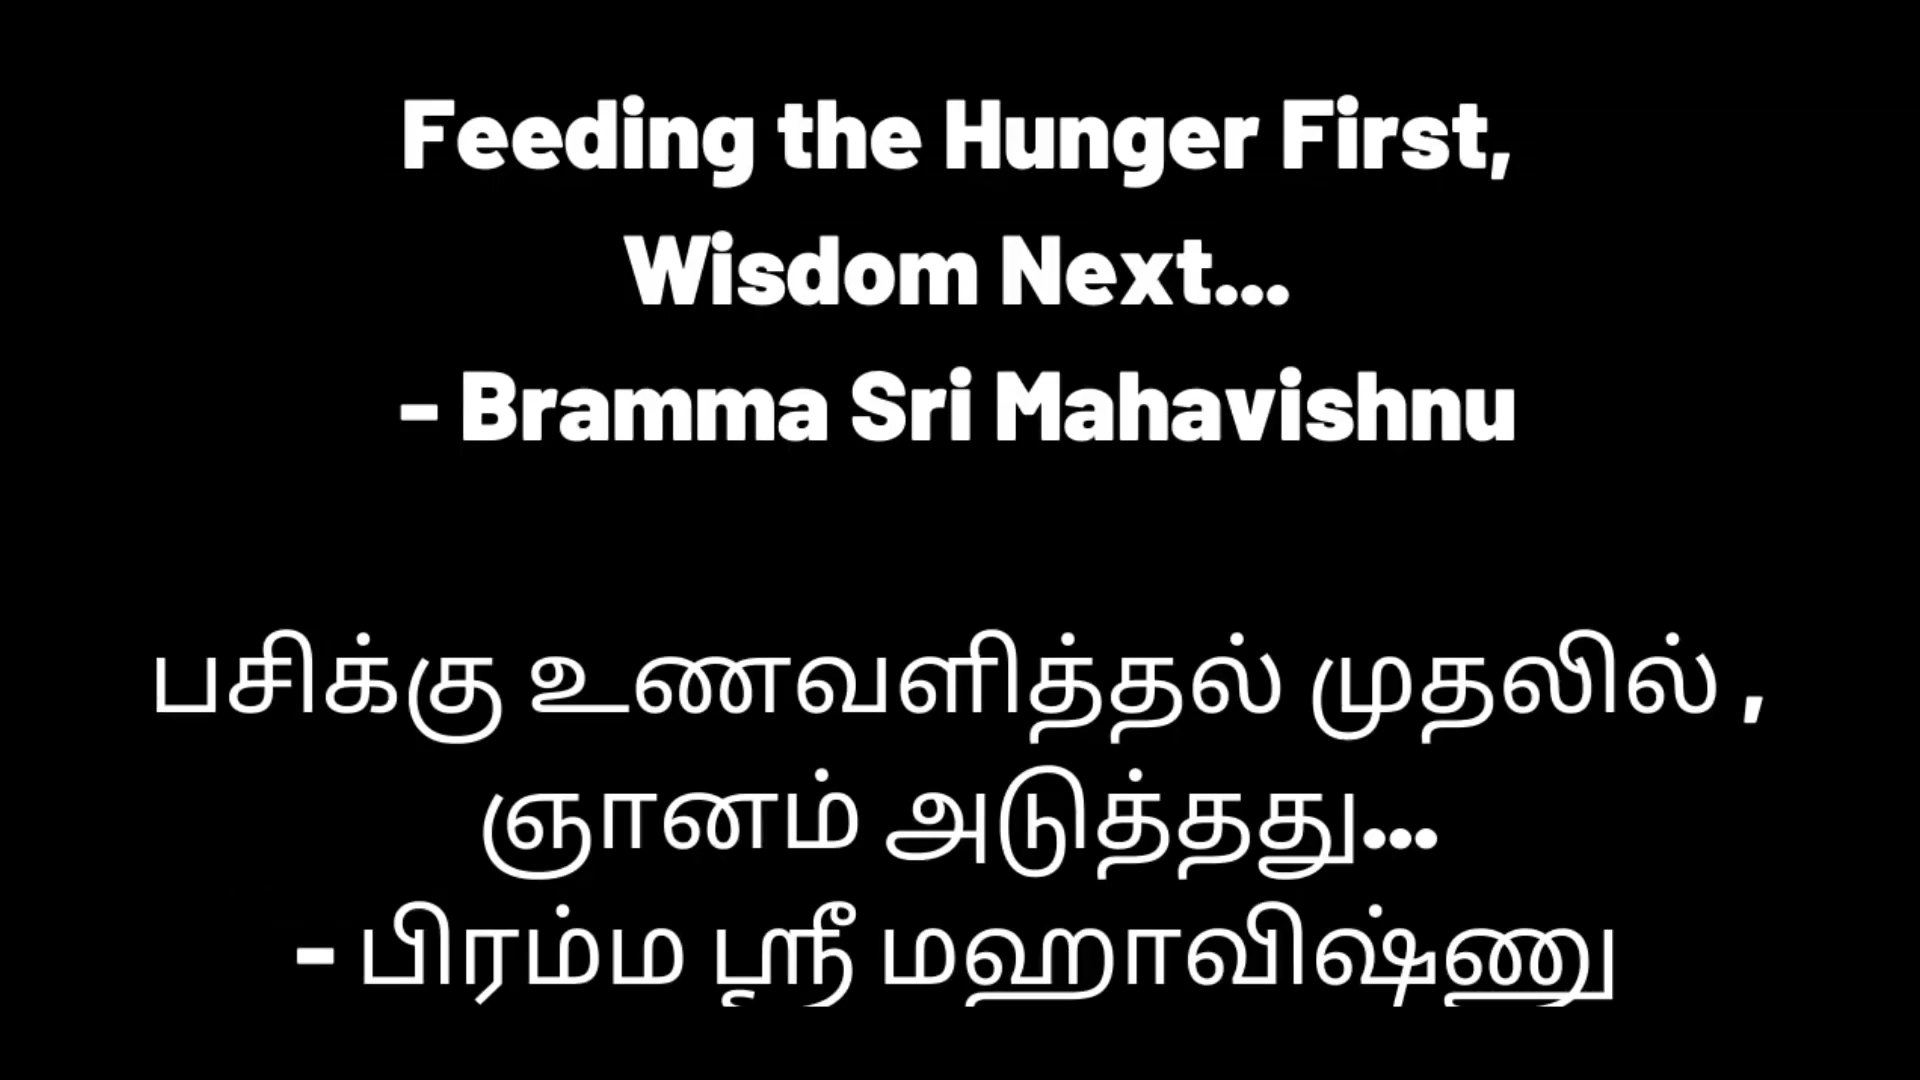 Feeding the Hunger First,
Wisdom Next...
- Bramma Sri Mahavishnu
பசிக்கு உணவளித்தல் முதலில் ,
ஞானம் அடுத்தது...
- பிரம்ம ஸ்ரீ மஹாவிஷ்ணு